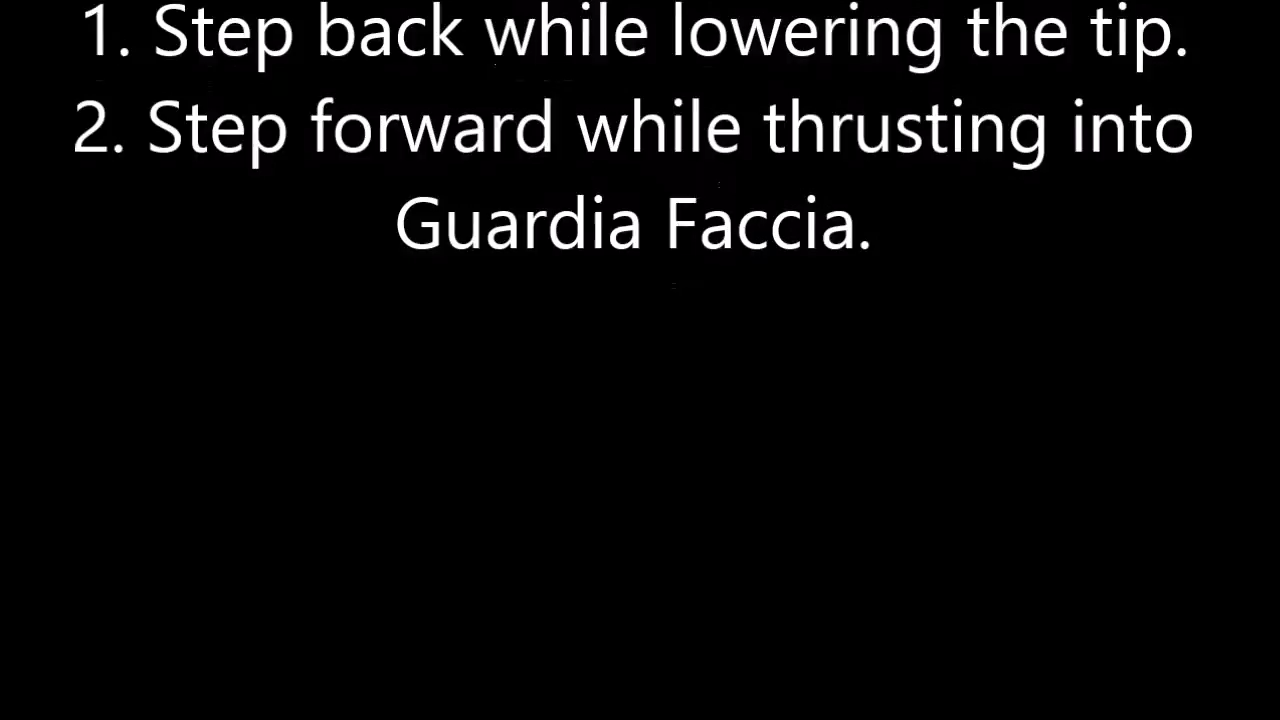 1. Step back while lowering the tip.
2. Step forward while thrusting into
Guardia Faccia.